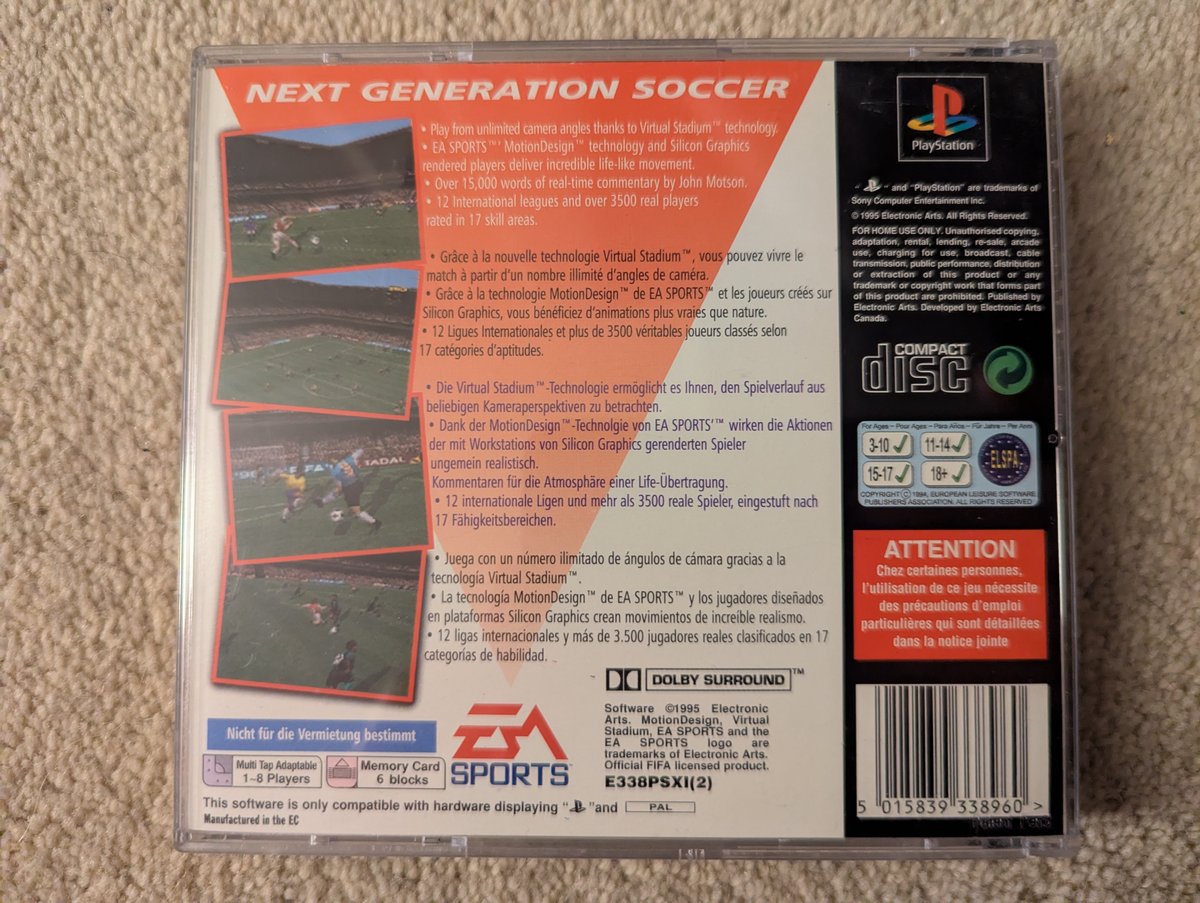 NEXT GENERATION SOCCER
• Play from unlimited camera angles thanks to Virtual Stadium™ technology.
• EA SPORTS™' MotionDesign™ technology and Silicon Graphics
rendered players deliver incredible life-like movement.
• Over 15,000 words of real-time commentary by John Motson.
• 12 International leagues and over 3500 real players
rated in 17 skill areas.
• Grâce à la nouvelle technologie Virtual Stadium™, vous pouvez vivre le
match à partir d'un nombre illimité d'angles de caméra.
• Grâce à la technologie MotionDesign™ de EA SPORTS™ et les joueurs créés sur
Silicon Graphics, vous bénéficiez d'animations plus vraies que nature.
• 12 Ligues Internationales et plus de 3500 véritables joueurs classés selon
17 catégories d'aptitudes.
• Die Virtual Stadium™-Technologie ermöglicht es Ihnen, den Spielverlauf aus
beliebigen Kameraperspektiven zu betrachten.
• Dank der MotionDesign™-Technolgie von EA SPORTS'™ wirken die Aktionen
der mit Workstations von Silicon Graphics gerenderten Spieler
ungemein realistisch.
Kommentaren für die Atmosphäre einer Life-Übertragung.
• 12 internationale Ligen und mehr als 3500 reale Spieler, eingestuft nach
17 Fähigkeitsbereichen.
• Juega con un número ilimitado de ángulos de cámara gracias a la
tecnología Virtual Stadium™.
• La tecnología MotionDesign™ de EA SPORTS™ y los jugadores diseñados
en plataformas Silicon Graphics crean movimientos de increíble realismo.
• 12 ligas internacionales y más de 3.500 jugadores reales clasificados en 17
categorías de habilidad.
DOLBY SURROUND™
Software ©1995 Electronic
Arts. MotionDesign, Virtual
Stadium, EA SPORTS and the
EA SPORTS logo are
trademarks of Electronic Arts.
Official FIFA licensed product.
E338PSXI(2)
Nicht für die Vermietung bestimmt
Multi Tap Adaptable
1~8 Players
Memory Card
6 blocks
EA
SPORTS™
This software is only compatible with hardware displaying “ ” and PAL
Manufactured in the EC
PlayStation
“ ” and "PlayStation" are trademarks of
Sony Computer Entertainment Inc.
© 1995 Electronic Arts. All Rights Reserved.
FOR HOME USE ONLY. Unauthorised copying,
adaptation, rental, lending, re-sale, arcade
use, charging for use, broadcast, cable
transmission, public performance, distribution
or extraction of this product or any
trademark or copyright work that forms part
of this product are prohibited. Published by
Electronic Arts. Developed by Electronic Arts
Canada.
COMPACT
disc
For Ages – Pour Ages – Para Años – Für Jahre – Per Anni
3-10 ✓ 11-14 ✓
15-17 ✓ 18+ ✓
ELSPA
COPYRIGHT © 1994, EUROPEAN LEISURE SOFTWARE
PUBLISHERS ASSOCIATION. ALL RIGHTS RESERVED
ATTENTION
Chez certaines personnes,
l'utilisation de ce jeu nécessite
des précautions d'emploi
particulières qui sont détaillées
dans la notice jointe
5 015839 338960 >